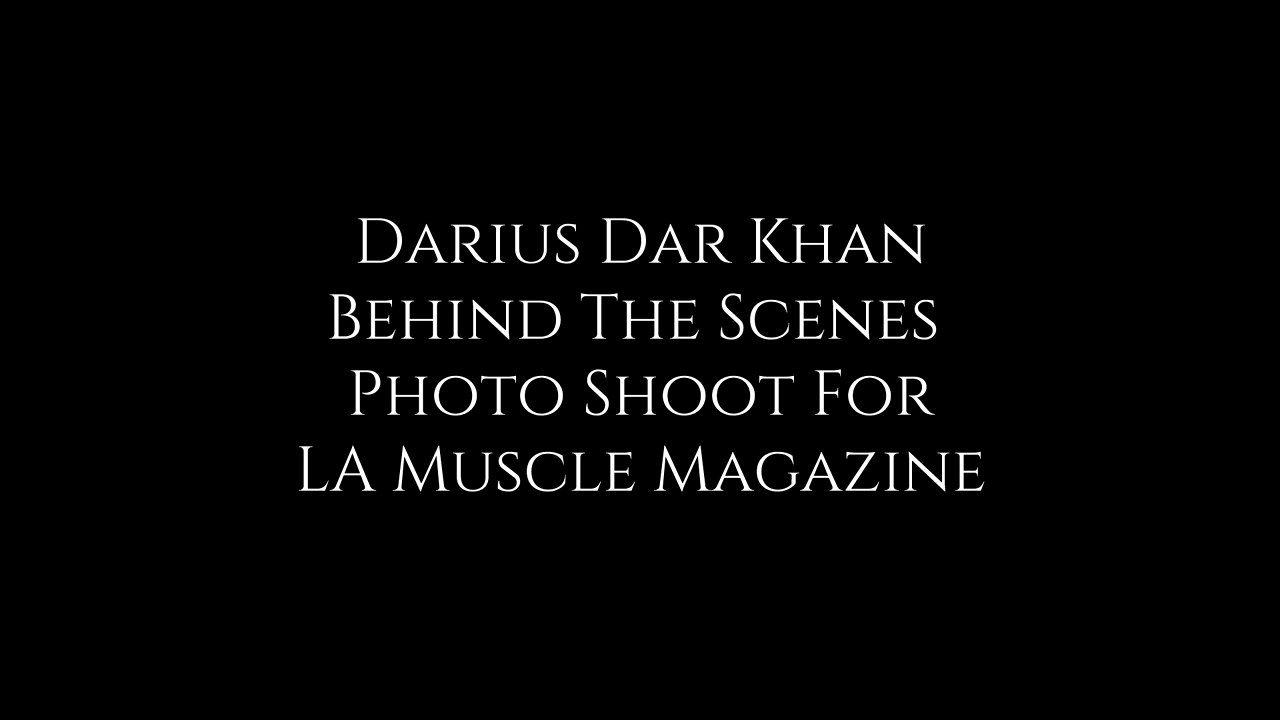 Darius Dar Khan
Behind The Scenes
Photo Shoot For
LA Muscle Magazine